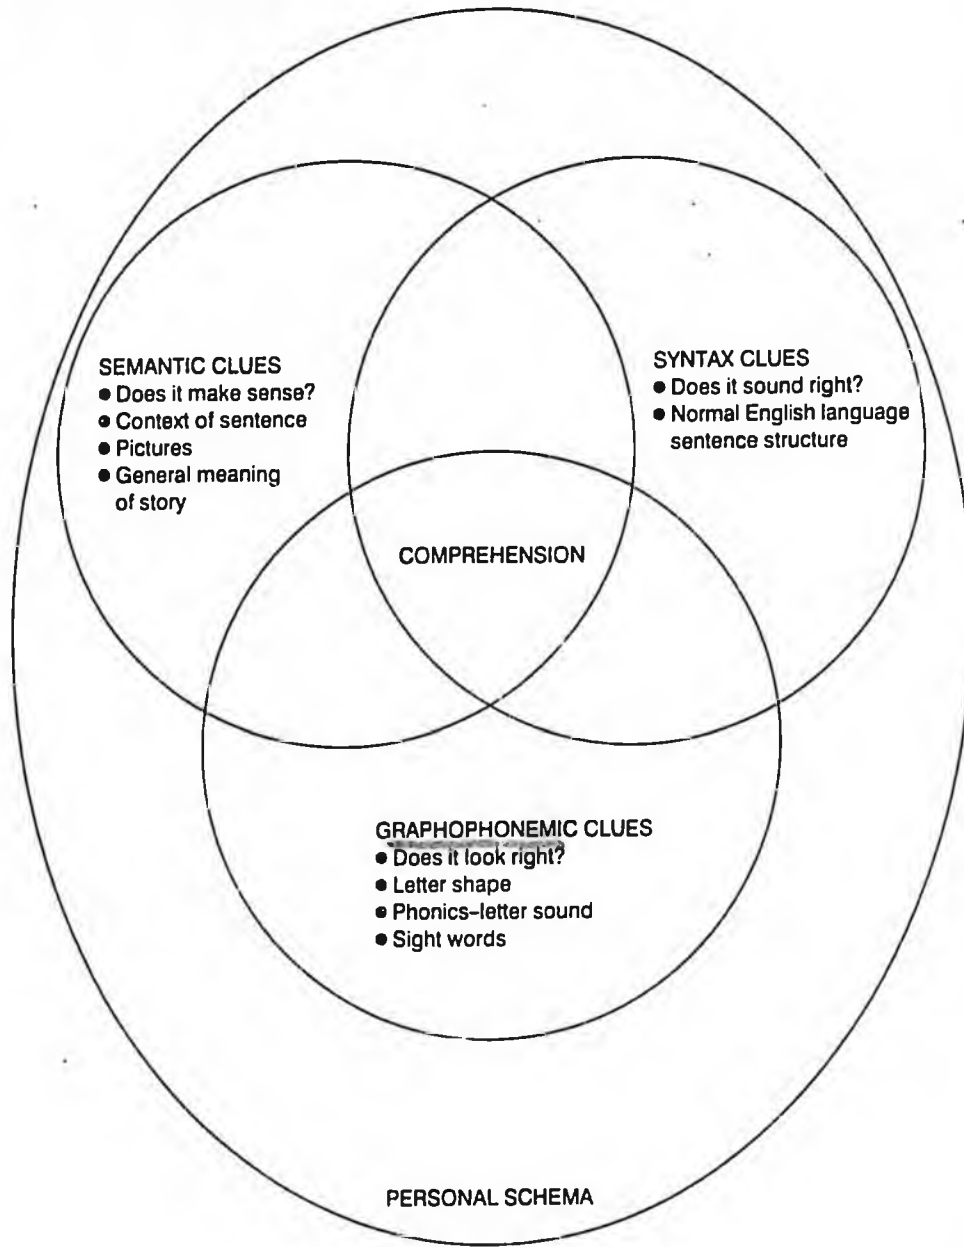 SEMANTIC CLUES
● Does it make sense?
● Context of sentence
● Pictures
● General meaning
of story
SYNTAX CLUES
● Does it sound right?
● Normal English language
sentence structure
COMPREHENSION
GRAPHOPHONEMIC CLUES
● Does it look right?
● Letter shape
● Phonics–letter sound
● Sight words
PERSONAL SCHEMA